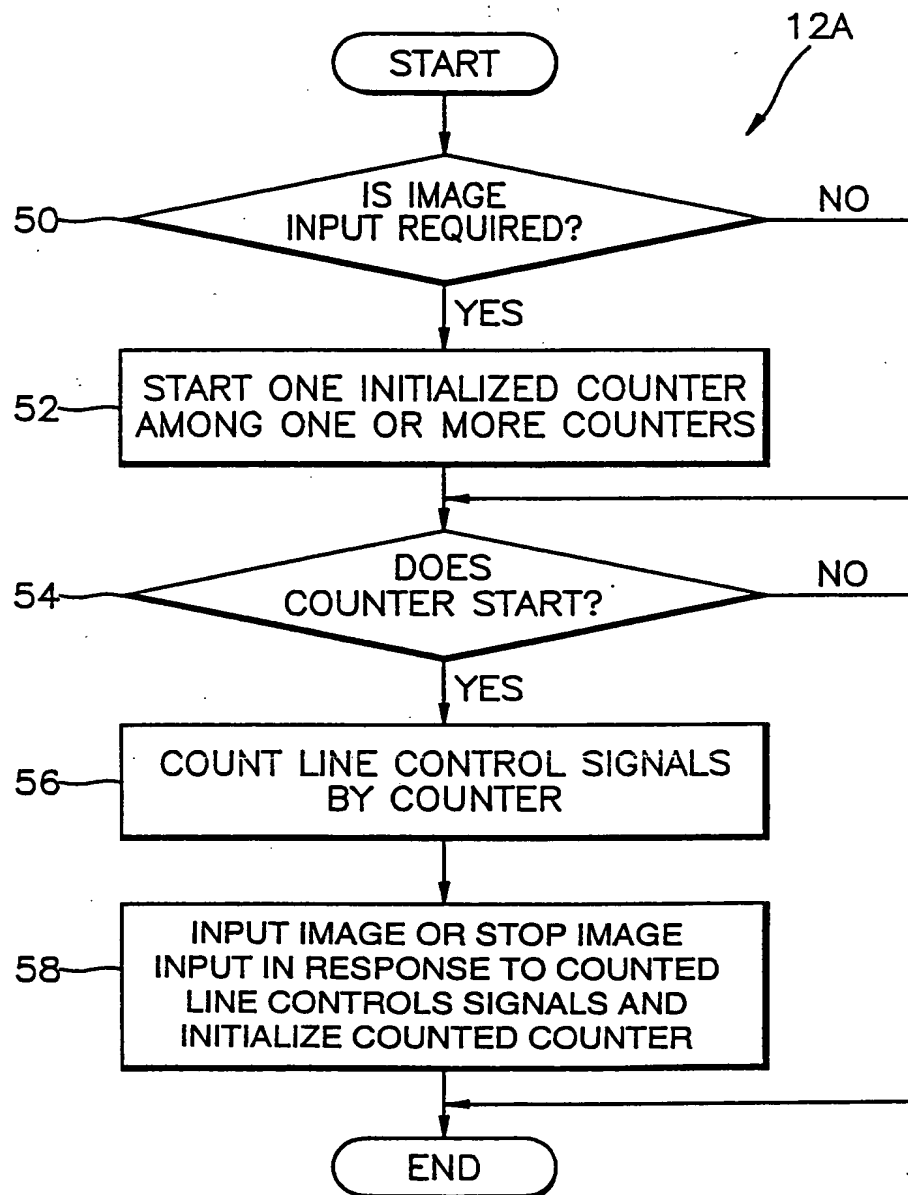 12A
START
50
IS IMAGE
INPUT REQUIRED?
NO
YES
52
START ONE INITIALIZED COUNTER
AMONG ONE OR MORE COUNTERS
54
DOES
COUNTER START?
NO
YES
56
COUNT LINE CONTROL SIGNALS
BY COUNTER
58
INPUT IMAGE OR STOP IMAGE
INPUT IN RESPONSE TO COUNTED
LINE CONTROLS SIGNALS AND
INITIALIZE COUNTED COUNTER
END